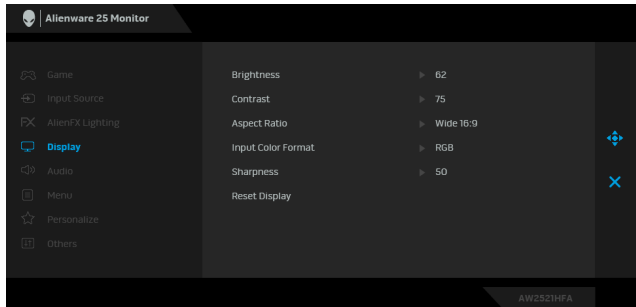 Alienware 25 Monitor
Game
Input Source
FX AlienFX Lighting
Display
Audio
Menu
Personalize
Others
Brightness 62
Contrast 75
Aspect Ratio Wide 16:9
Input Color Format RGB
Sharpness 50
Reset Display
AW2521HFA